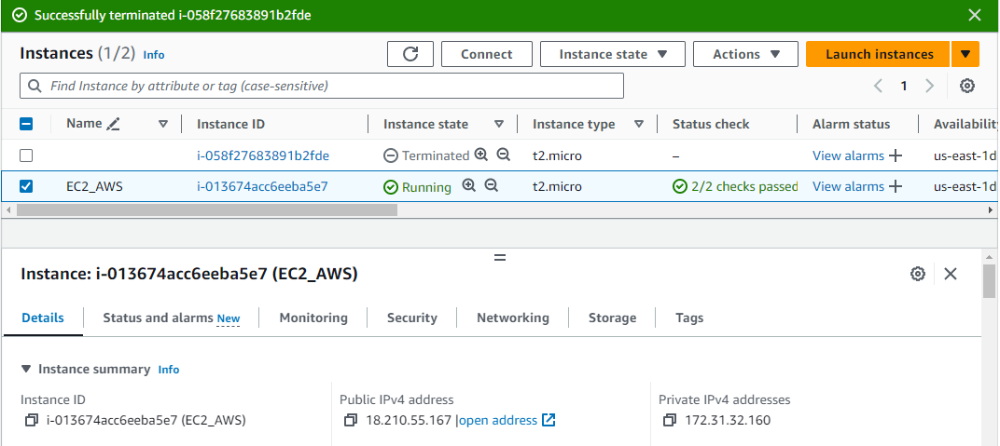 Successfully terminated i-058f27683891b2fde
Instances (1/2) Info
Connect
Instance state
Actions
Launch instances
Find Instance by attribute or tag (case-sensitive)
1
Name Instance ID Instance state Instance type Status check Alarm status Availability
i-058f27683891b2fde Terminated t2.micro – View alarms + us-east-1d
EC2_AWS i-013674acc6eeba5e7 Running t2.micro 2/2 checks passed View alarms + us-east-1d
Instance: i-013674acc6eeba5e7 (EC2_AWS)
Details Status and alarms New Monitoring Security Networking Storage Tags
Instance summary Info
Instance ID Public IPv4 address Private IPv4 addresses
i-013674acc6eeba5e7 (EC2_AWS) 18.210.55.167 |open address 172.31.32.160